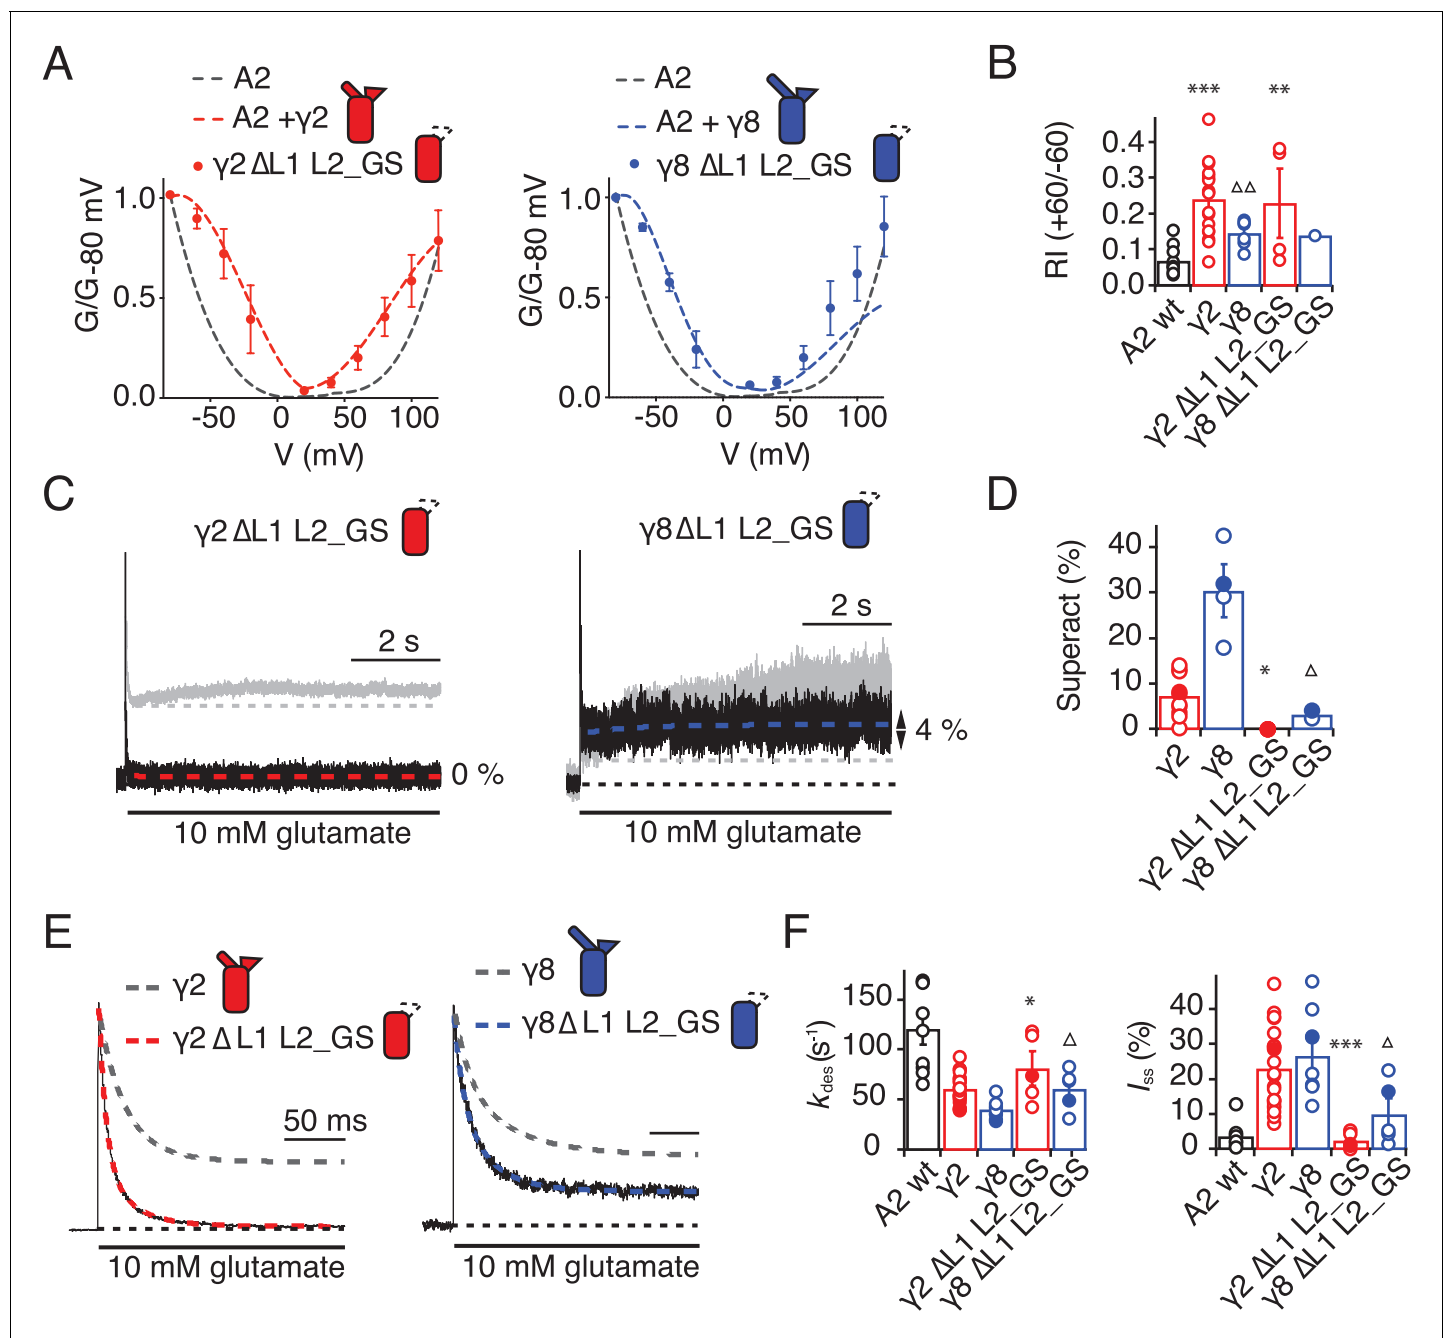 A
A2
A2 +γ2
γ2 ΔL1 L2_GS
G/G-80 mV
1.0
0.5
0.0
-50
0
50
100
V (mV)
A2
A2 + γ8
γ8 ΔL1 L2_GS
G/G-80 mV
1.0
0.5
0.0
-50
0
50
100
V (mV)
B
*** **
ΔΔ
RI (+60/-60)
0.4
0.3
0.2
0.1
0.0
A2 wt
γ2
γ8
γ2 ΔL1 L2_GS
γ8 ΔL1 L2_GS
C
γ2ΔL1 L2_GS
2 s
0 %
10 mM glutamate
γ8ΔL1 L2_GS
2 s
4 %
10 mM glutamate
D
Superact (%)
40
30
20
10
0
*
Δ
γ2
γ8
γ2 ΔL1 L2_GS
γ8 ΔL1 L2_GS
E
γ2
γ2 ΔL1 L2_GS
50 ms
10 mM glutamate
γ8
γ8ΔL1 L2_GS
10 mM glutamate
F
kdes (s-1)
150
100
50
0
*
Δ
A2 wt
γ2
γ8
γ2 ΔL1 L2_GS
γ8 ΔL1 L2_GS
Iss (%)
40
30
20
10
0
***
Δ
A2 wt
γ2
γ8
γ2 ΔL1 L2_GS
γ8 ΔL1 L2_GS